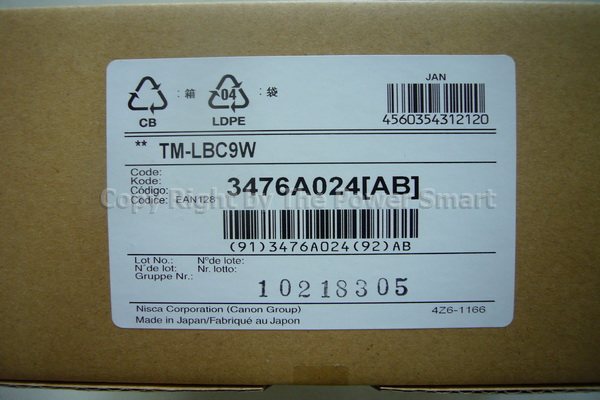 CB
:箱
04
LDPE
:袋
JAN
4560354312120
** TM-LBC9W
Code:
Kode:
Código:
Códice: EAN128
3476A024[AB]
Copy Right By The Power Smart
(91)3476A024(92)AB
Lot No.: N°de lote:
N°de lot: Nr. lotto:
Gruppe Nr.:
10218305
Nisca Corporation (Canon Group)
Made in Japan/Fabriqué au Japon
4Z6-1166